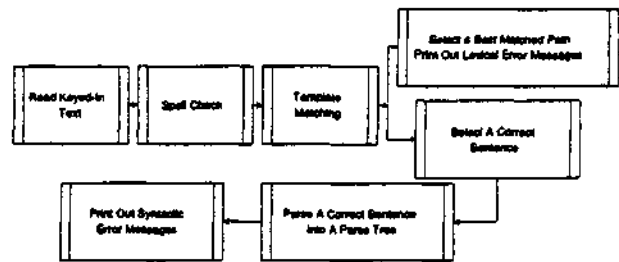 Select a Best Matched Path
Print Out Lexical Error Messages
Read Keyed-In
Text
Spell Check
Template
Matching
Select A Correct
Sentence
Print Out Syntactic
Error Messages
Parse A Correct Sentence
Into A Parse Tree